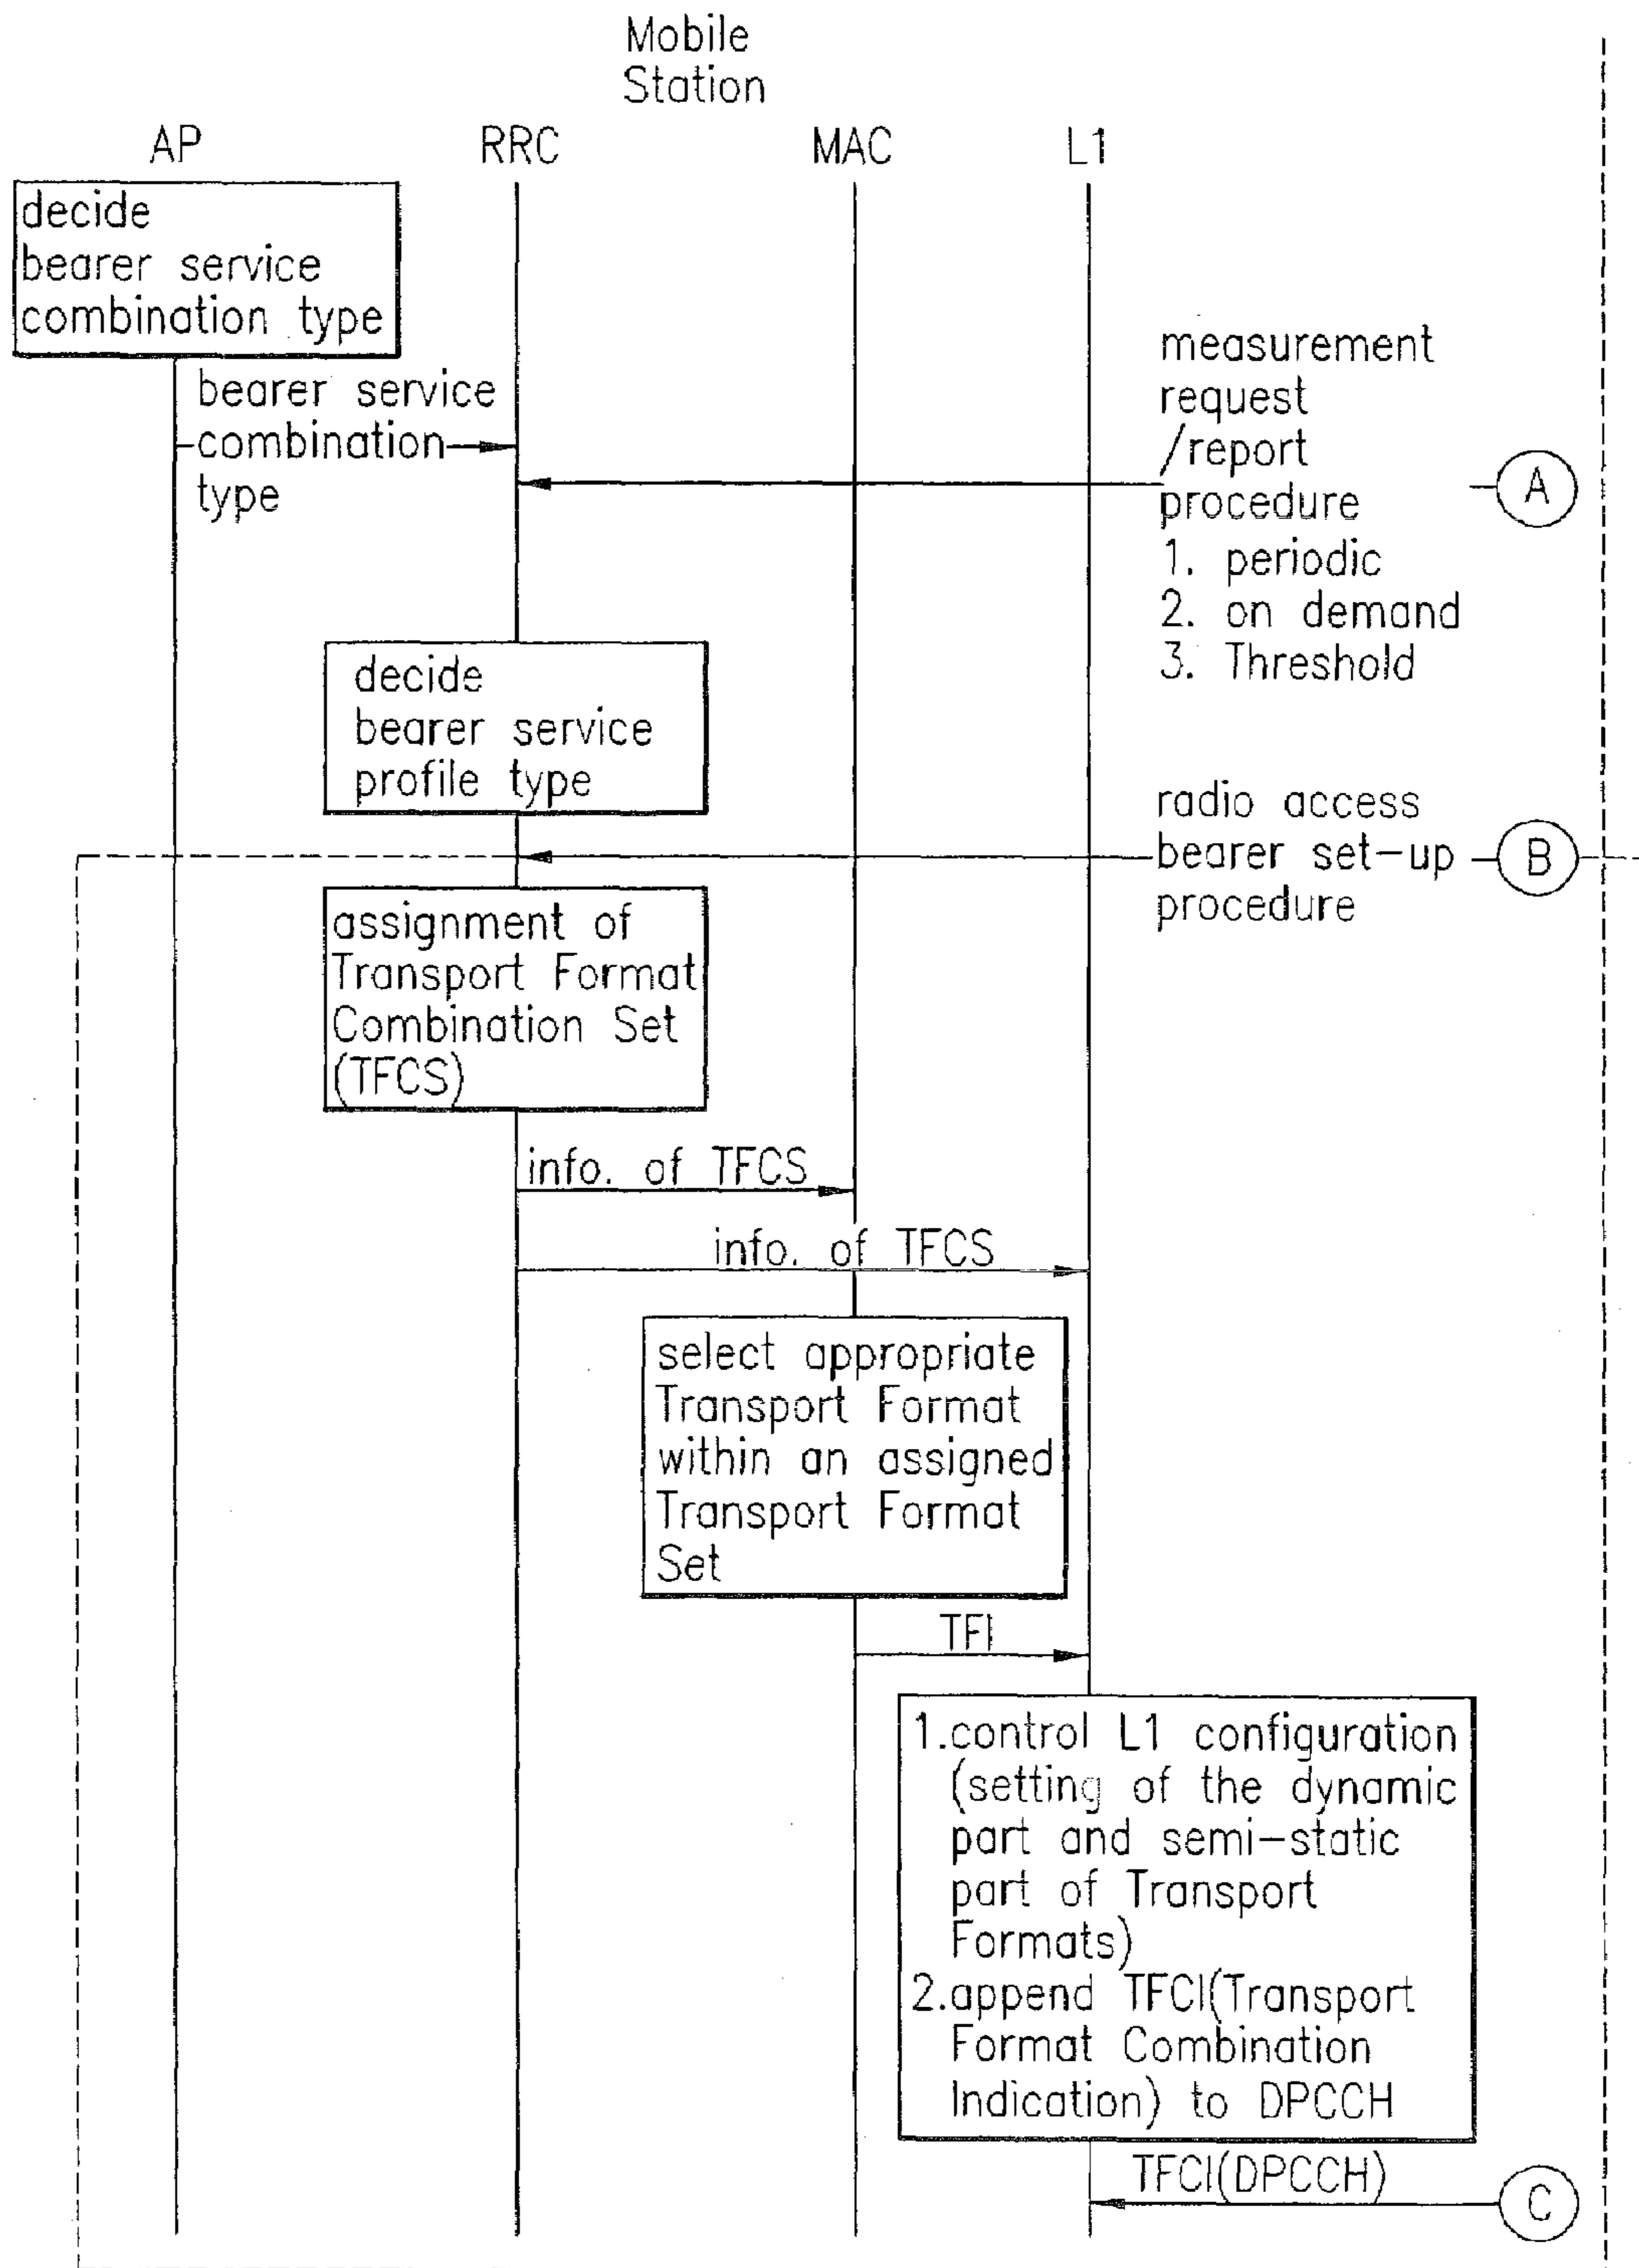 Mobile
Station
AP
RRC
MAC
L1
decide
bearer service
combination type
bearer service
combination
type
measurement
request
/report
procedure
1. periodic
2. on demand
3. Threshold
A
decide
bearer service
profile type
radio access
bearer set-up
procedure
B
assignment of
Transport Format
Combination Set
(TFCS)
info. of TFCS
info. of TFCS
select appropriate
Transport Format
within an assigned
Transport Format
Set
TFI
1.control L1 configuration
(setting of the dynamic
part and semi-static
part of Transport
Formats)
2.append TFCI(Transport
Format Combination
Indication) to DPCCH
TFCI(DPCCH)
C